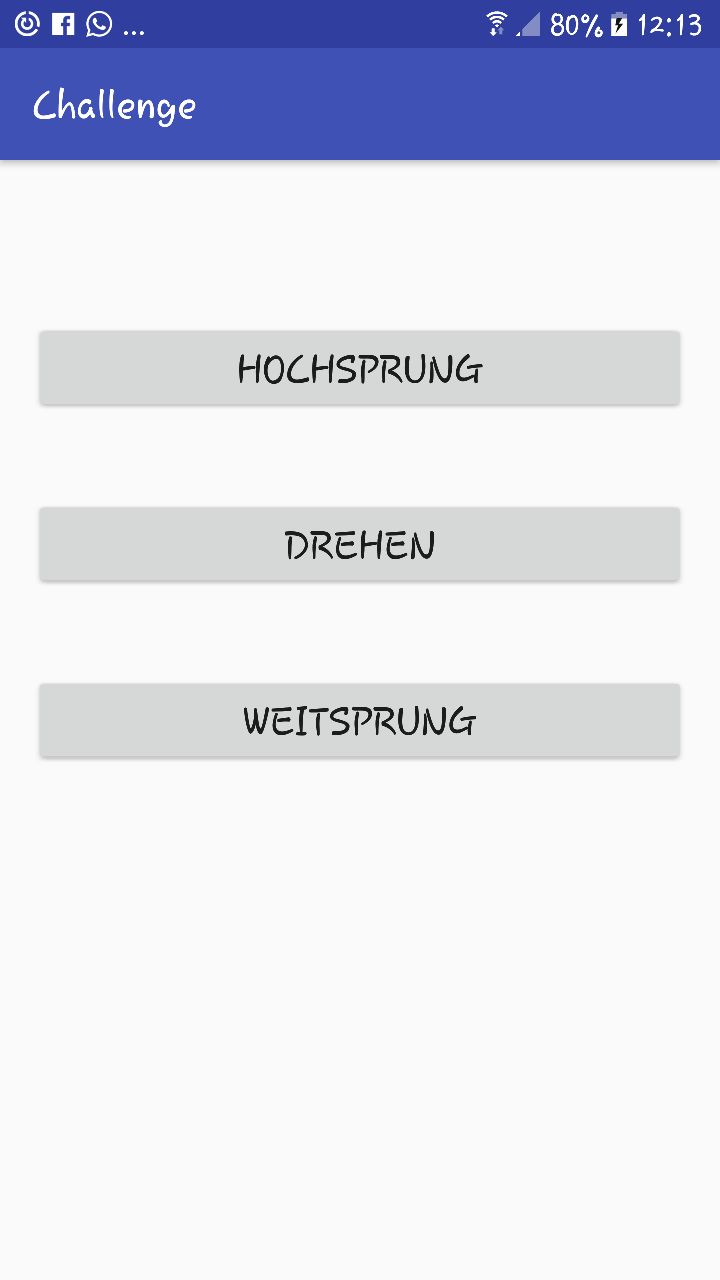 ... 80% 12:13
Challenge
HOCHSPRUNG
DREHEN
WEITSPRUNG